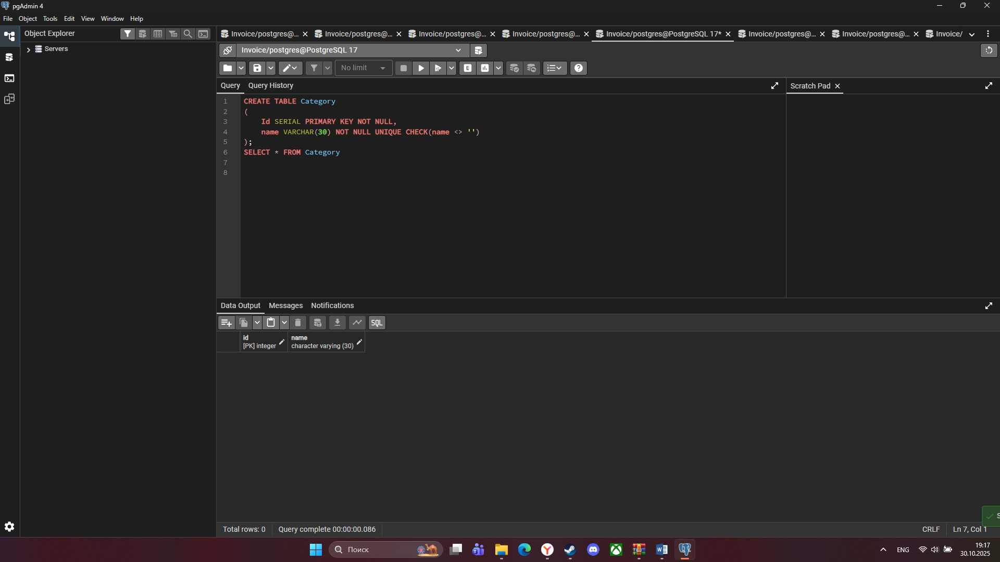 pgAdmin 4
File Object Tools Edit View Window Help
Object Explorer
Servers
Invoice/postgres@... Invoice/postgres@... Invoice/postgres@... Invoice/postgres@... Invoice/postgres@PostgreSQL 17* Invoice/postgres@... Invoice/postgres@... Invoice/
Invoice/postgres@PostgreSQL 17
No limit
E
Query Query History
Scratch Pad
1 CREATE TABLE Category
2 (
3 Id SERIAL PRIMARY KEY NOT NULL,
4 name VARCHAR(30) NOT NULL UNIQUE CHECK(name <> '')
5 );
6 SELECT * FROM Category
7
8
Data Output Messages Notifications
SQL
id name
[PK] integer character varying (30)
Total rows: 0 Query complete 00:00:00.086 CRLF Ln 7, Col 1
S
Поиск
ENG
19:17
30.10.2025